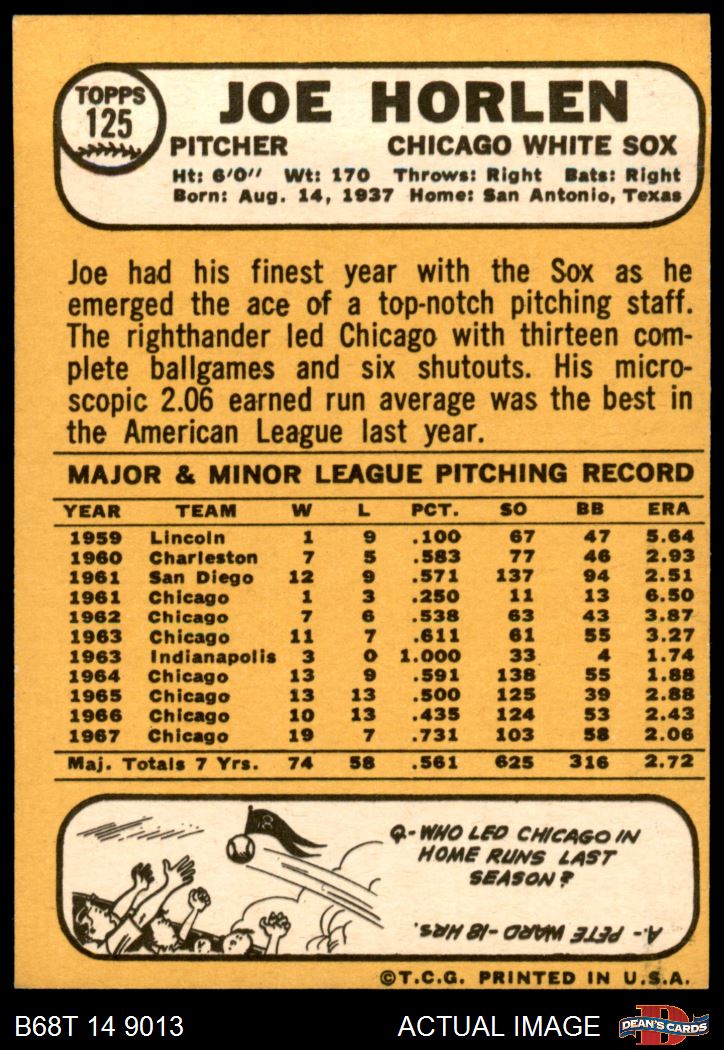 TOPPS
125
JOE HORLEN
PITCHER CHICAGO WHITE SOX
Ht: 6'0" Wt: 170 Throws: Right Bats: Right
Born: Aug. 14, 1937 Home: San Antonio, Texas
Joe had his finest year with the Sox as he
emerged the ace of a top-notch pitching staff.
The righthander led Chicago with thirteen com-
plete ballgames and six shutouts. His micro-
scopic 2.06 earned run average was the best in
the American League last year.
MAJOR & MINOR LEAGUE PITCHING RECORD
YEAR TEAM W L PCT. SO BB ERA
1959 Lincoln 1 9 .100 67 47 5.64
1960 Charleston 7 5 .583 77 46 2.93
1961 San Diego 12 9 .571 137 94 2.51
1961 Chicago 1 3 .250 11 13 6.50
1962 Chicago 7 6 .538 63 43 3.87
1963 Chicago 11 7 .611 61 55 3.27
1963 Indianapolis 3 0 1.000 33 4 1.74
1964 Chicago 13 9 .591 138 55 1.88
1965 Chicago 13 13 .500 125 39 2.88
1966 Chicago 10 13 .435 124 53 2.43
1967 Chicago 19 7 .731 103 58 2.06
Maj. Totals 7 Yrs. 74 58 .561 625 316 2.72
18
Q-WHO LED CHICAGO IN
HOME RUNS LAST
SEASON?
A.- PETE WARD-18 HRS.
©T.C.G. PRINTED IN U.S.A.
B68T 14 9013 ACTUAL IMAGE
D
DEAN'S CARDS